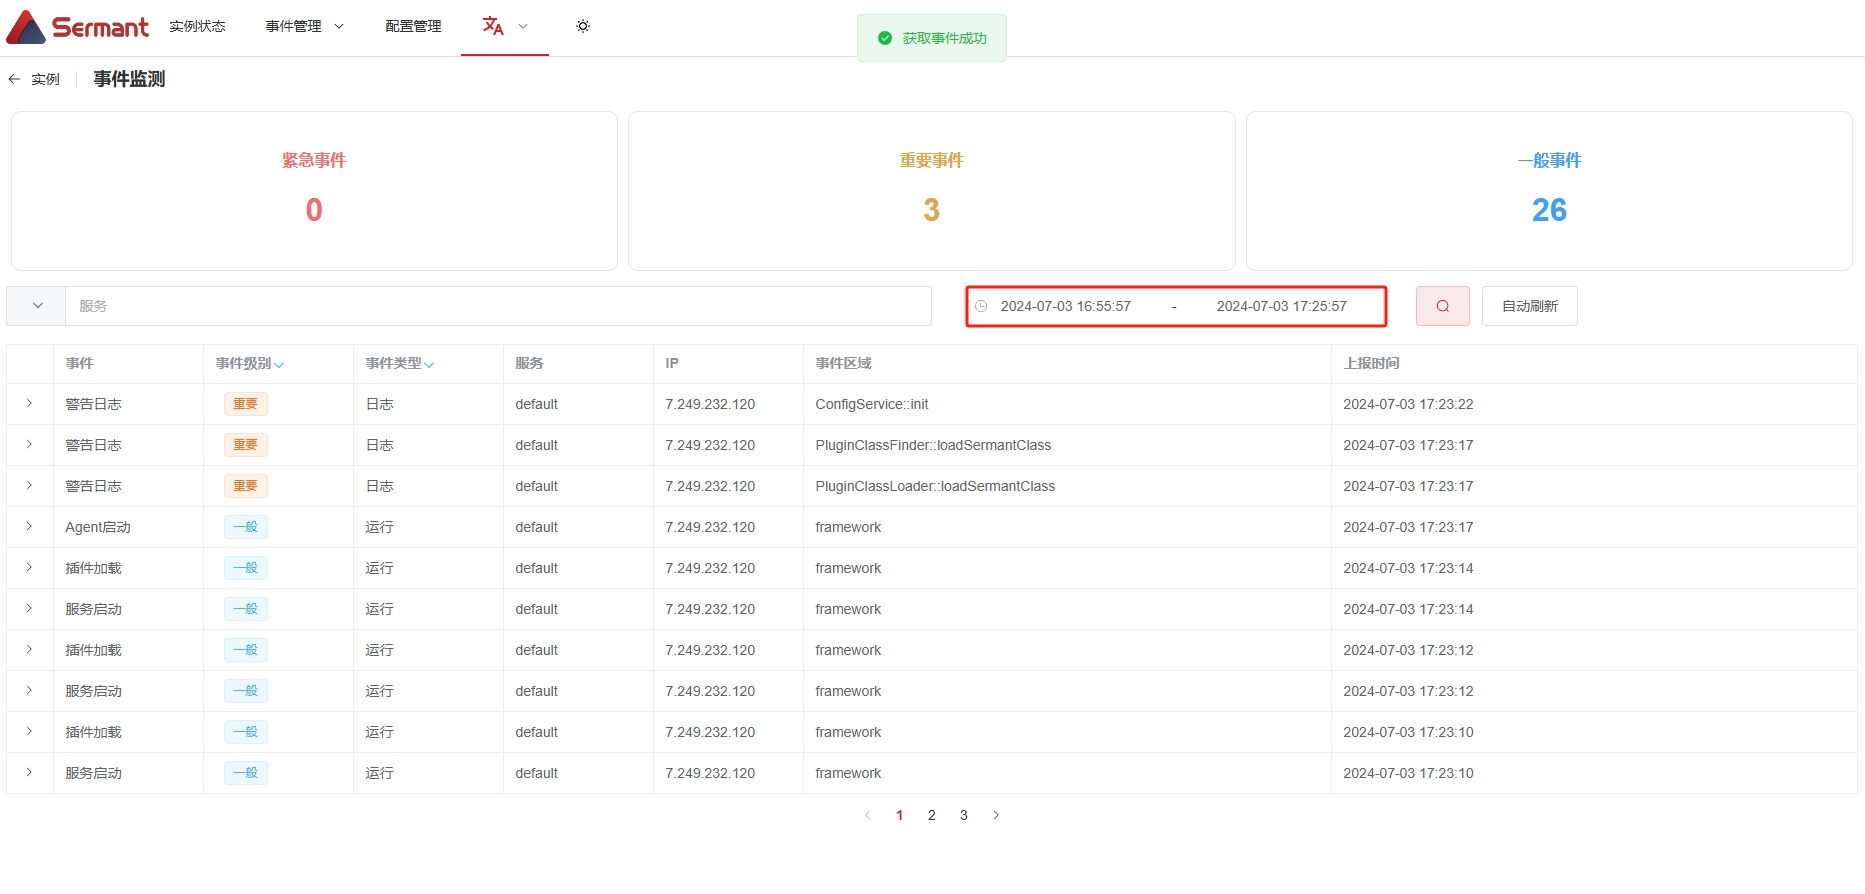 Sermant 实例状态 事件管理 配置管理 文A 获取事件成功
实例 事件监测
紧急事件 重要事件 一般事件
0 3 26
服务 2024-07-03 16:55:57 - 2024-07-03 17:25:57 自动刷新
事件 事件级别 事件类型 服务 IP 事件区域 上报时间
警告日志 重要 日志 default 7.249.232.120 ConfigService::init 2024-07-03 17:23:22
警告日志 重要 日志 default 7.249.232.120 PluginClassFinder::loadSermantClass 2024-07-03 17:23:17
警告日志 重要 日志 default 7.249.232.120 PluginClassLoader::loadSermantClass 2024-07-03 17:23:17
Agent启动 一般 运行 default 7.249.232.120 framework 2024-07-03 17:23:17
插件加载 一般 运行 default 7.249.232.120 framework 2024-07-03 17:23:14
服务启动 一般 运行 default 7.249.232.120 framework 2024-07-03 17:23:14
插件加载 一般 运行 default 7.249.232.120 framework 2024-07-03 17:23:12
服务启动 一般 运行 default 7.249.232.120 framework 2024-07-03 17:23:12
插件加载 一般 运行 default 7.249.232.120 framework 2024-07-03 17:23:10
服务启动 一般 运行 default 7.249.232.120 framework 2024-07-03 17:23:10
1 2 3